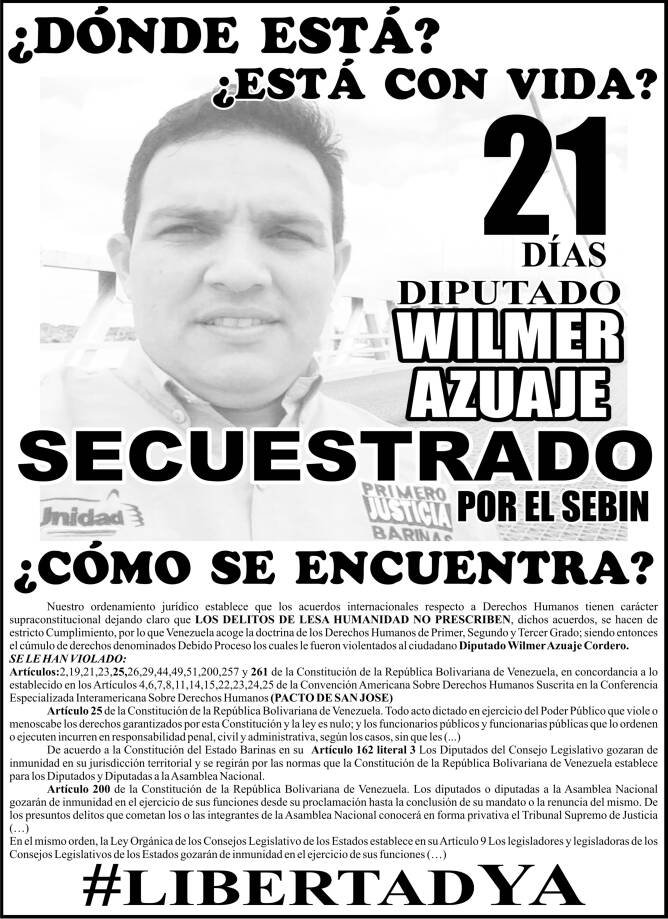 ¿DÓNDE ESTÁ?
¿ESTÁ CON VIDA?
21
DÍAS
DIPUTADO
WILMER
AZUAJE
SECUESTRADO
POR EL SEBIN
Unidad
PRIMERO
JUSTICIA
BARINAS
¿CÓMO SE ENCUENTRA?
Nuestro ordenamiento jurídico establece que los acuerdos internacionales respecto a Derechos Humanos tienen carácter
supraconstitucional dejando claro que LOS DELITOS DE LESA HUMANIDAD NO PRESCRIBEN, dichos acuerdos, se hacen de
estricto Cumplimiento, por lo que Venezuela acoge la doctrina de los Derechos Humanos de Primer, Segundo y Tercer Grado; siendo entonces
el cúmulo de derechos denominados Debido Proceso los cuales le fueron violentados al ciudadano Diputado Wilmer Azuaje Cordero.
SE LE HAN VIOLADO:
Artículos:2,19,21,23,25,26,29,44,49,51,200,257 y 261 de la Constitución de la República Bolivariana de Venezuela, en concordancia a lo
establecido en los Artículos 4,6,7,8,11,14,15,22,23,24,25 de la Convención Americana Sobre Derechos Humanos Suscrita en la Conferencia
Especializada Interamericana Sobre Derechos Humanos (PACTO DE SAN JOSE)
Artículo 25 de la Constitución de la República Bolivariana de Venezuela. Todo acto dictado en ejercicio del Poder Público que viole o
menoscabe los derechos garantizados por esta Constitución y la ley es nulo; y los funcionarios públicos y funcionarias públicas que lo ordenen
o ejecuten incurren en responsabilidad penal, civil y administrativa, según los casos, sin que les (...)
De acuerdo a la Constitución del Estado Barinas en su Artículo 162 literal 3 Los Diputados del Consejo Legislativo gozaran de
inmunidad en su jurisdicción territorial y se regirán por las normas que la Constitución de la República Bolivariana de Venezuela establece
para los Diputados y Diputadas a la Asamblea Nacional.
Artículo 200 de la Constitución de la República Bolivariana de Venezuela. Los diputados o diputadas a la Asamblea Nacional
gozarán de inmunidad en el ejercicio de sus funciones desde su proclamación hasta la conclusión de su mandato o la renuncia del mismo. De
los presuntos delitos que cometan los o las integrantes de la Asamblea Nacional conocerá en forma privativa el Tribunal Supremo de Justicia
(…)
En el mismo orden, la Ley Orgánica de los Consejos Legislativo de los Estados establece en su Artículo 9 Los legisladores y legisladoras de los
Consejos Legislativos de los Estados gozarán de inmunidad en el ejercicio de sus funciones (…)
#LIBERTADYA